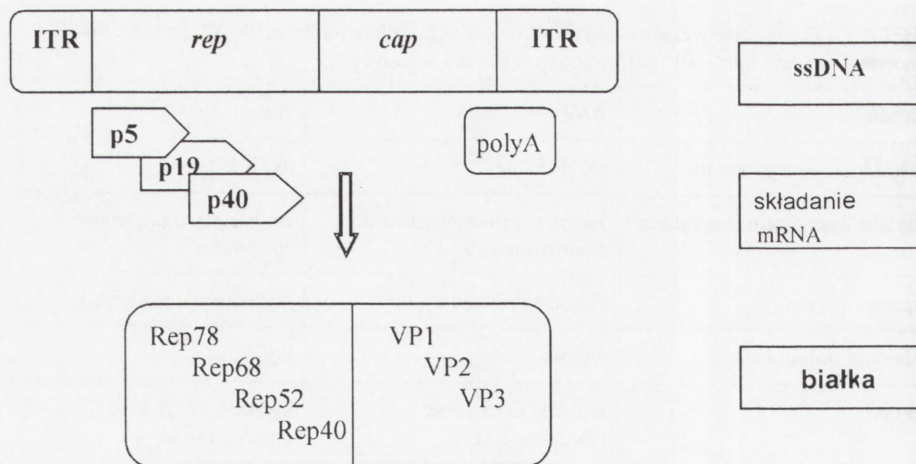 ITR rep cap ITR
ssDNA
p5
p19
p40
polyA
składanie
mRNA
Rep78
Rep68
Rep52
Rep40
VP1
VP2
VP3
białka